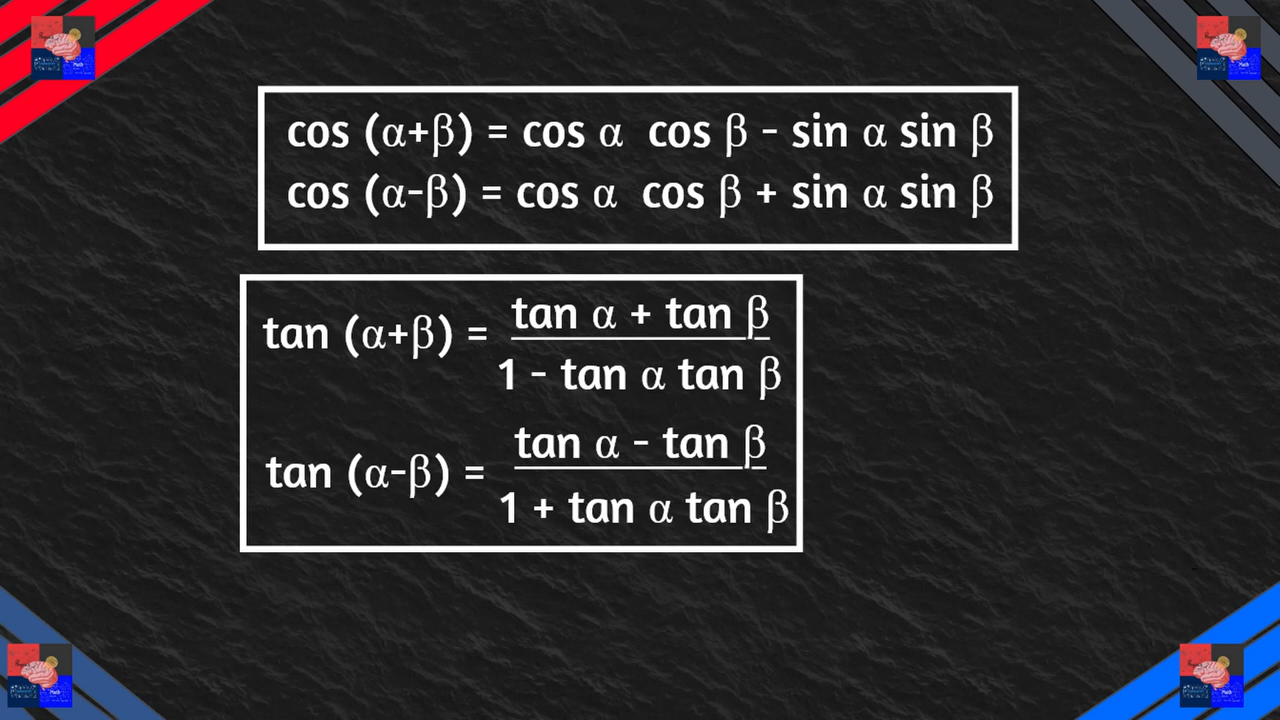 cos (α+β) = cos α cos β - sin α sin β
cos (α-β) = cos α cos β + sin α sin β
tan (α+β) = tan α + tan β
1 - tan α tan β
tan (α-β) = tan α - tan β
1 + tan α tan β